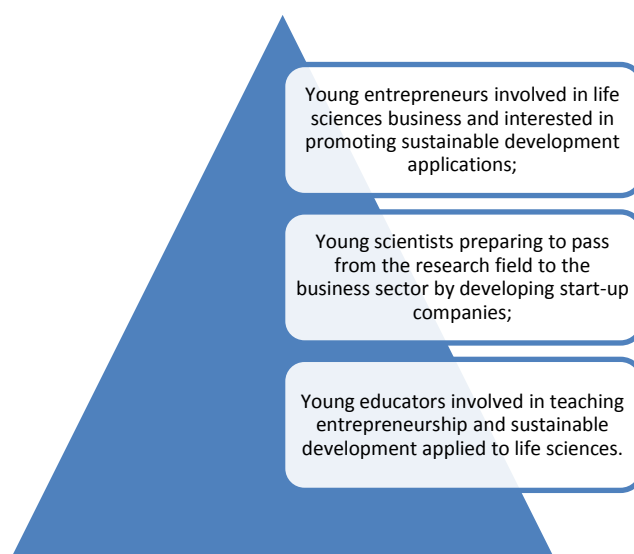 Young entrepreneurs involved in life
sciences business and interested in
promoting sustainable development
applications;
Young scientists preparing to pass
from the research field to the
business sector by developing start-up
companies;
Young educators involved in teaching
entrepreneurship and sustainable
development applied to life sciences.